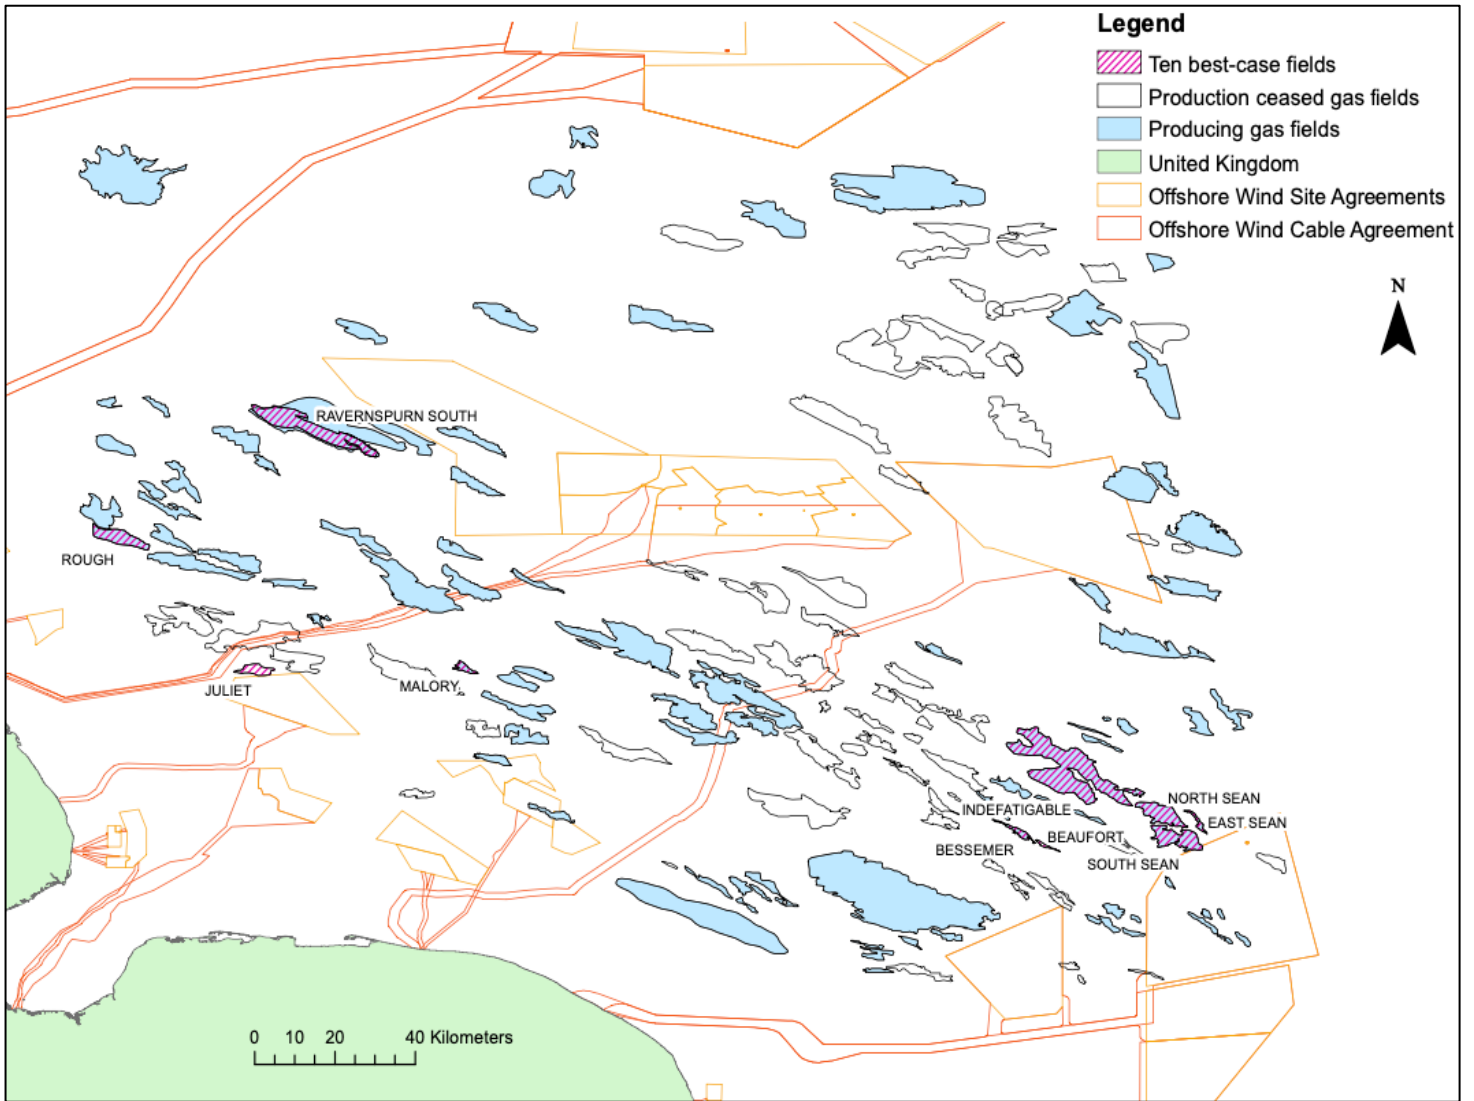 Legend
Ten best-case fields
Production ceased gas fields
Producing gas fields
United Kingdom
Offshore Wind Site Agreements
Offshore Wind Cable Agreement
N
RAVERNSPURN SOUTH
ROUGH
JULIET
MALORY
NORTH SEAN
INDEFATIGABLE
EAST SEAN
BEAUFORT
BESSEMER
SOUTH SEAN
0 10 20 40 Kilometers